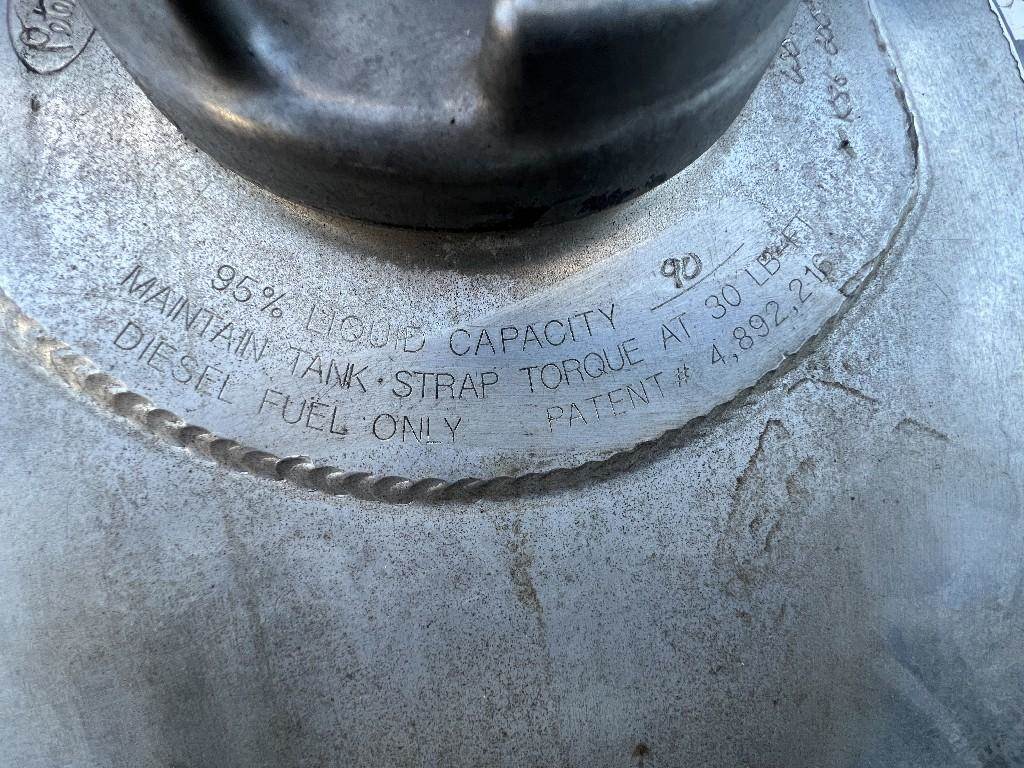 95% LIQUID CAPACITY 90
MAINTAIN TANK STRAP TORQUE AT 30 LB-FT
DIESEL FUEL ONLY PATENT # 4,892,216